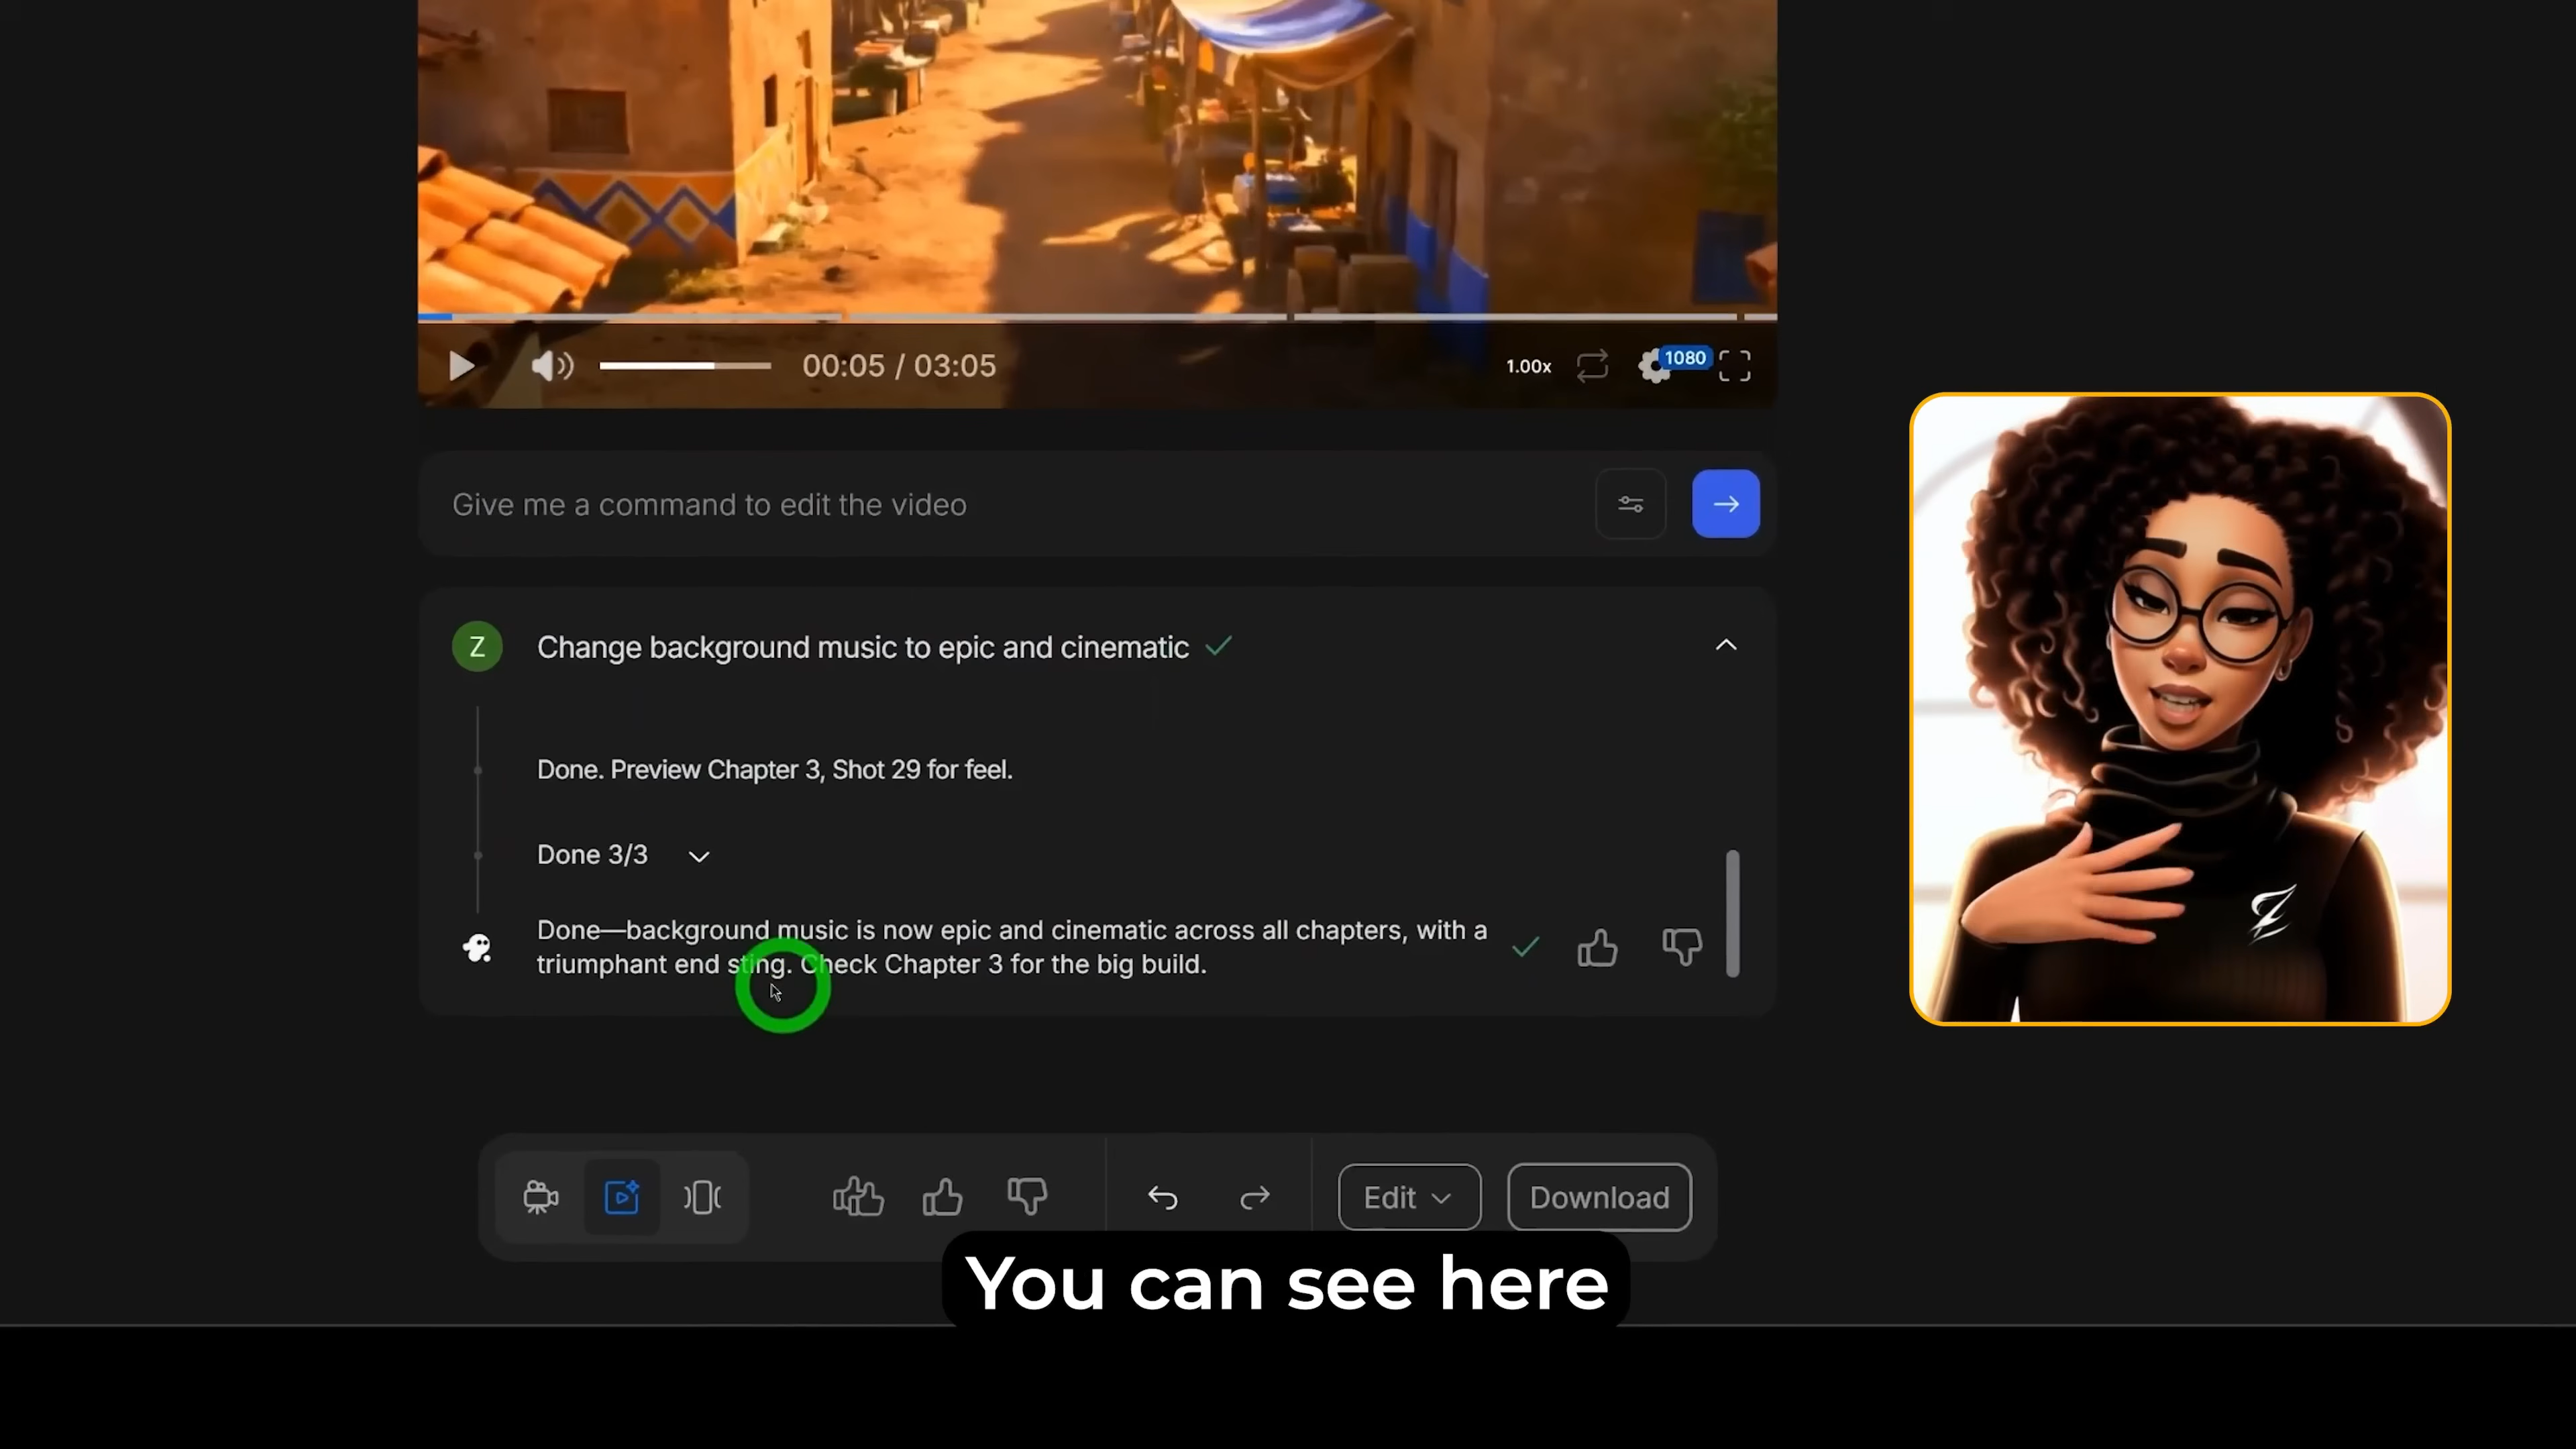 00:05 / 03:05
1.00x
1080
Give me a command to edit the video
Z
Change background music to epic and cinematic
Done. Preview Chapter 3, Shot 29 for feel.
Done 3/3
Done—background music is now epic and cinematic across all chapters, with a
triumphant end sting. Check Chapter 3 for the big build.
Edit
Download
You can see here